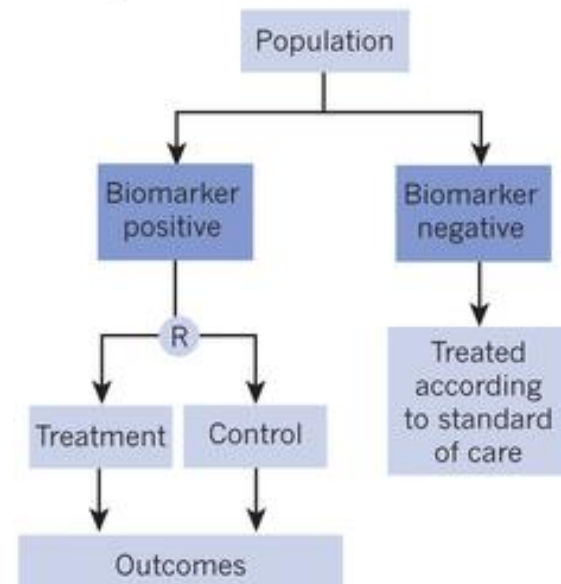 Population
Biomarker
positive
Biomarker
negative
R
Treatment
Control
Treated
according
to standard
of care
Outcomes